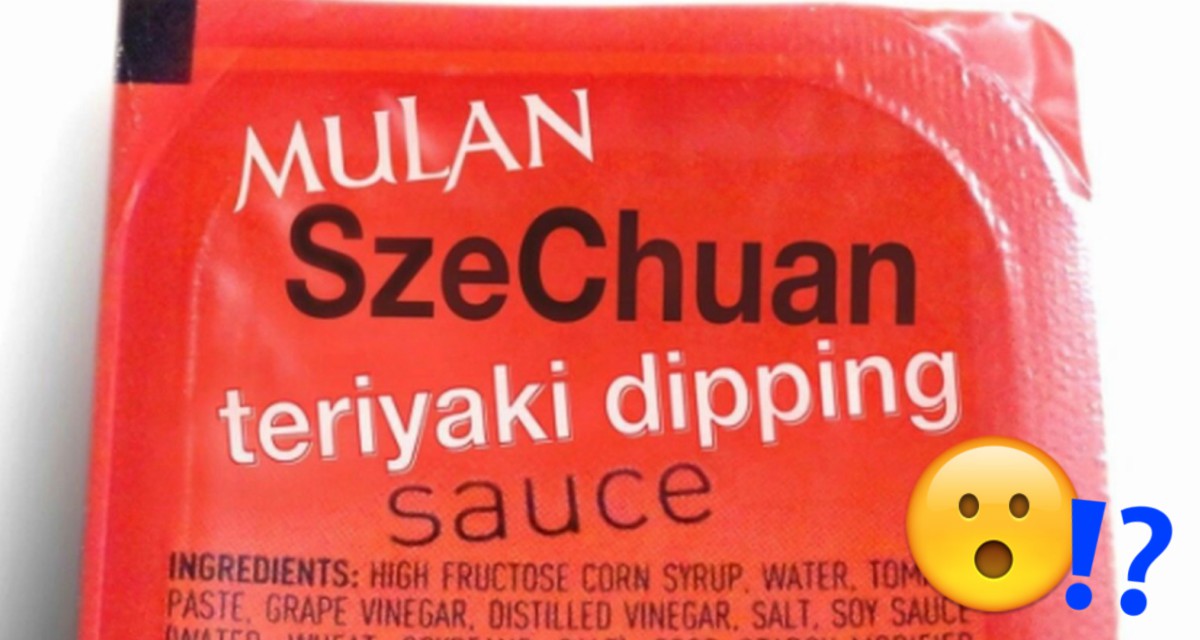 MULAN
SzeChuan
teriyaki dipping
sauce
INGREDIENTS: HIGH FRUCTOSE CORN SYRUP, WATER,
PASTE, GRAPE VINEGAR, DISTILLED VINEGAR, SALT, SOY SAUCE
!?